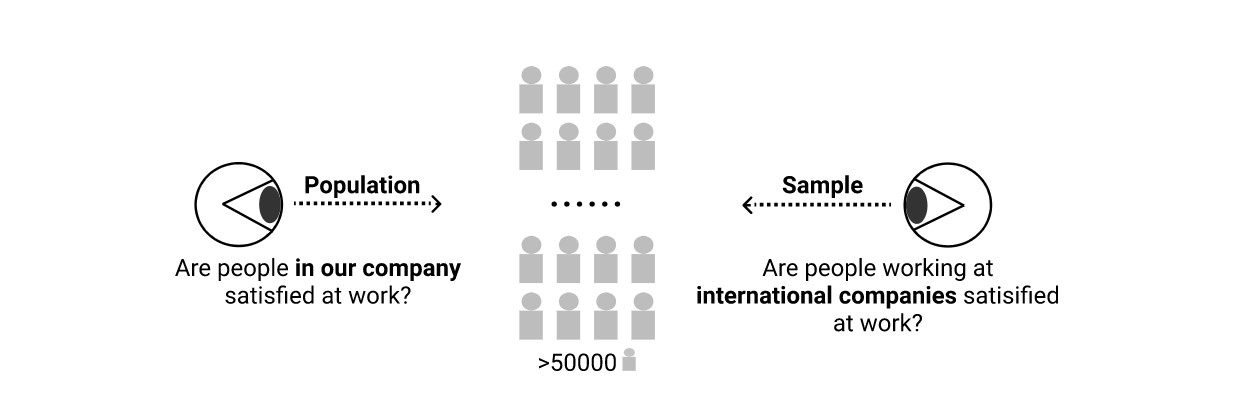 Population
Are people in our company
satisfied at work?
......
>50000
Sample
Are people working at
international companies satisified
at work?